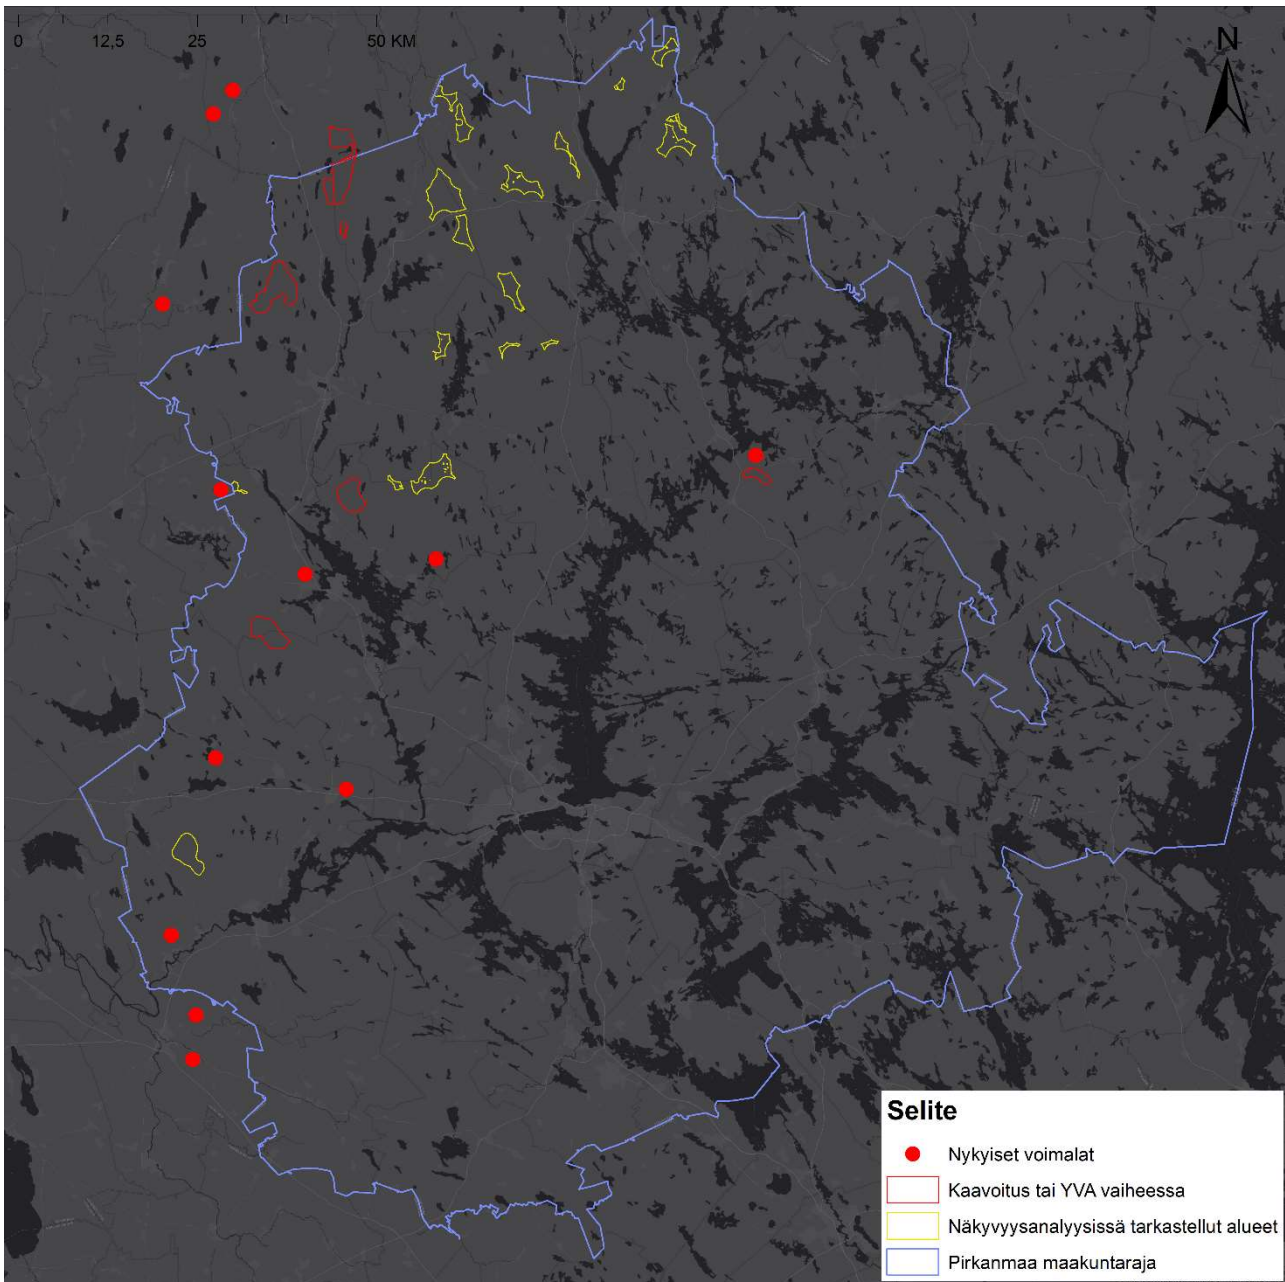 0 12,5 25 50 KM
N
Selite
Nykyiset voimalat
Kaavoitus tai YVA vaiheessa
Näkyvyysanalyysissä tarkastellut alueet
Pirkanmaa maakuntaraja